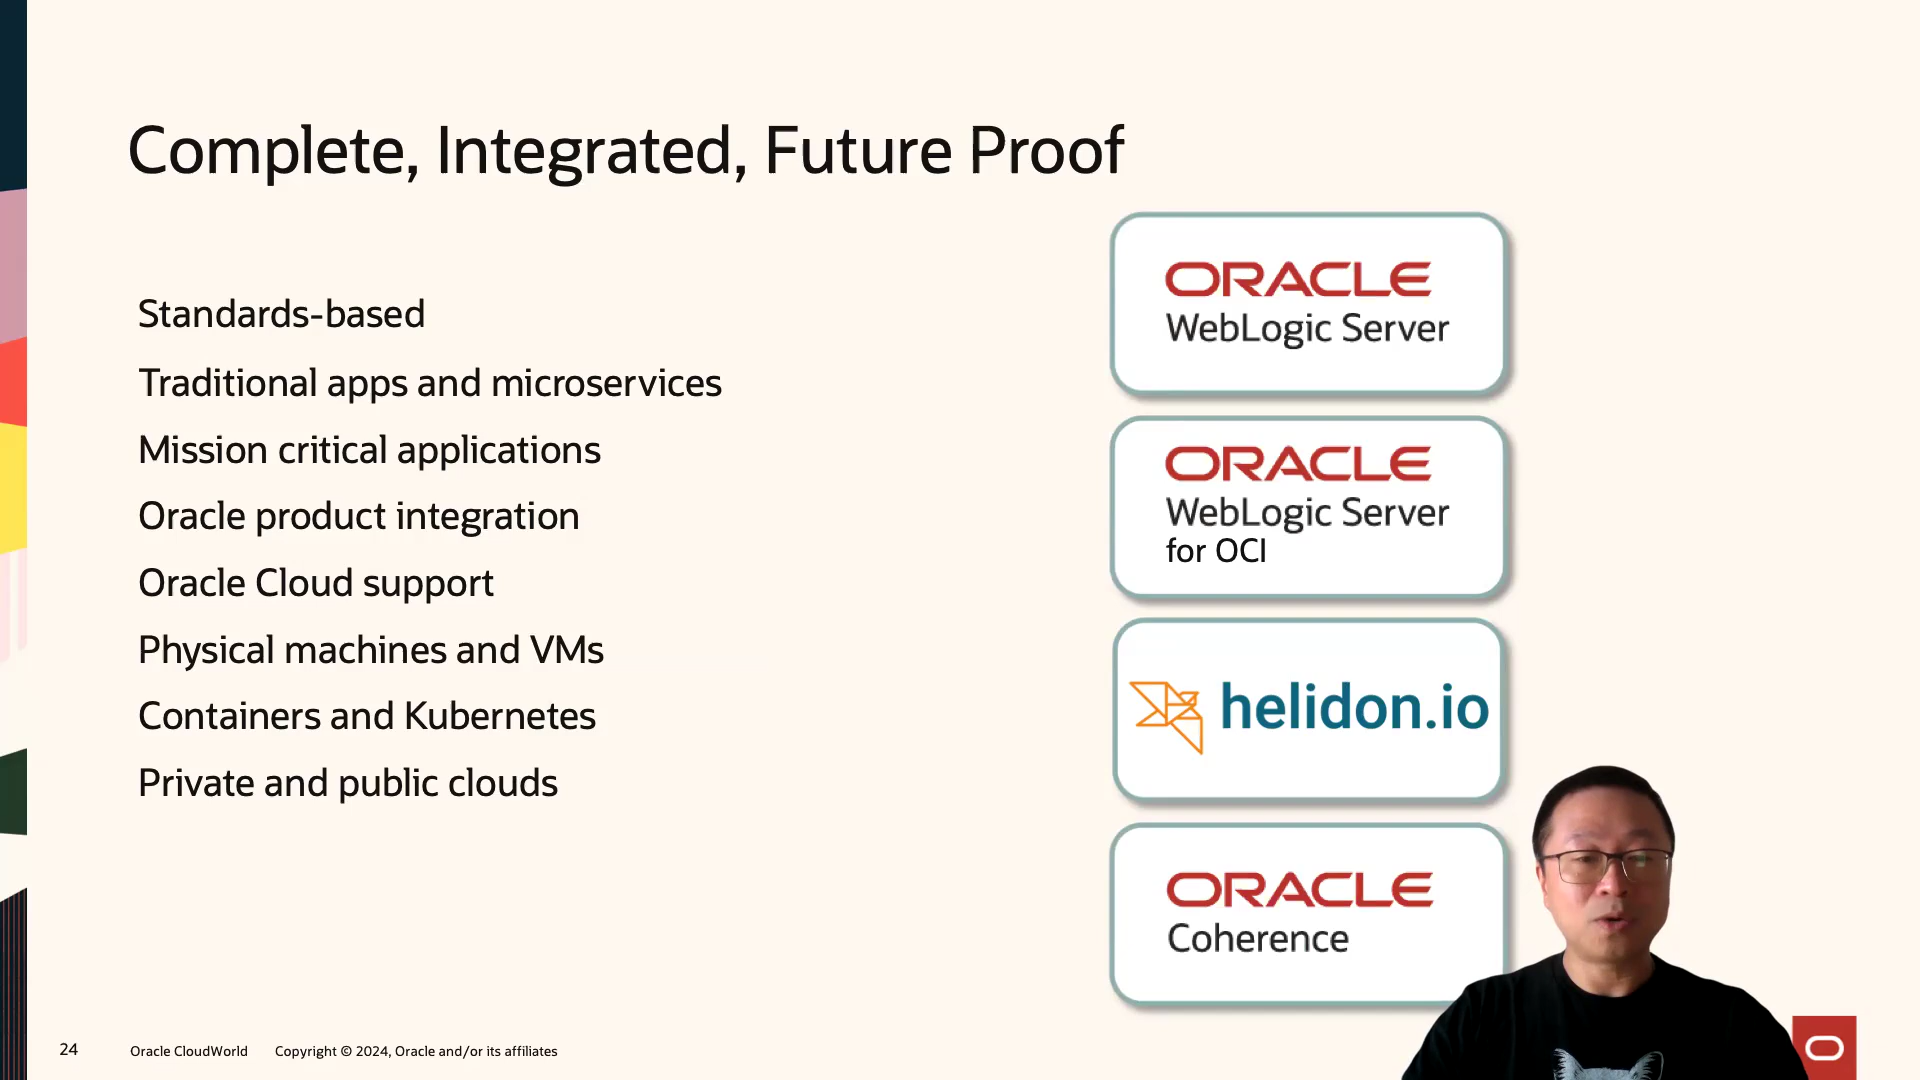 Complete, Integrated, Future Proof
Standards-based
Traditional apps and microservices
Mission critical applications
Oracle product integration
Oracle Cloud support
Physical machines and VMs
Containers and Kubernetes
Private and public clouds
ORACLE
WebLogic Server
ORACLE
WebLogic Server
for OCI
helidon.io
ORACLE
Coherence
24 Oracle CloudWorld Copyright © 2024, Oracle and/or its affiliates